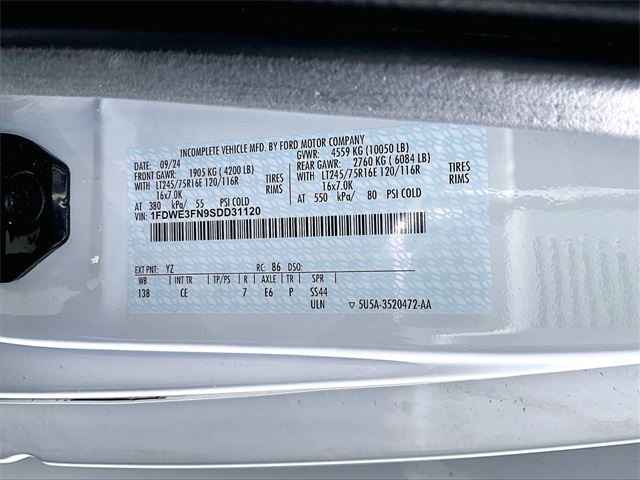 INCOMPLETE VEHICLE MFD. BY FORD MOTOR COMPANY
09/24 GVWR: 4559 KG (10050 LB)
FRONT GAWR: 1905 KG ( 4200 LB) REAR GAWR: 2760 KG ( 6084 LB)
WITH LT245/75R16E 120/116R TIRES WITH LT245/75R16E 120/116R TIRES
16x7.0K RIMS 16x7.0K RIMS
AT 380 kPa/ 55 PSI COLD AT 550 kPa/ 80 PSI COLD
VIN: 1FDWE3FN9SDD31120
EXT PNT: YZ RC: 86 DSO:
WB INT TR TP/PS R AXLE TR SPR
138 CE 7 E6 P SS44
ULN ▽ 5U5A-3520472-AA